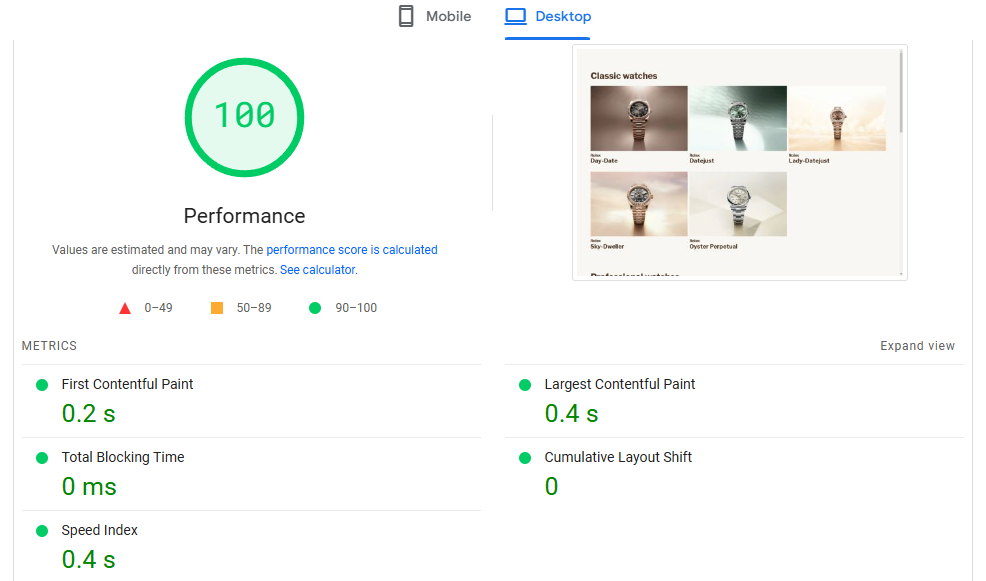 Mobile
Desktop
100
Performance
Values are estimated and may vary. The performance score is calculated
directly from these metrics. See calculator.
0–49
50–89
90–100
Classic watches
Rolex
Day-Date
Rolex
Datejust
Rolex
Lady-Datejust
Rolex
Sky-Dweller
Rolex
Oyster Perpetual
Professional watches
METRICS
Expand view
First Contentful Paint
0.2 s
Largest Contentful Paint
0.4 s
Total Blocking Time
0 ms
Cumulative Layout Shift
0
Speed Index
0.4 s